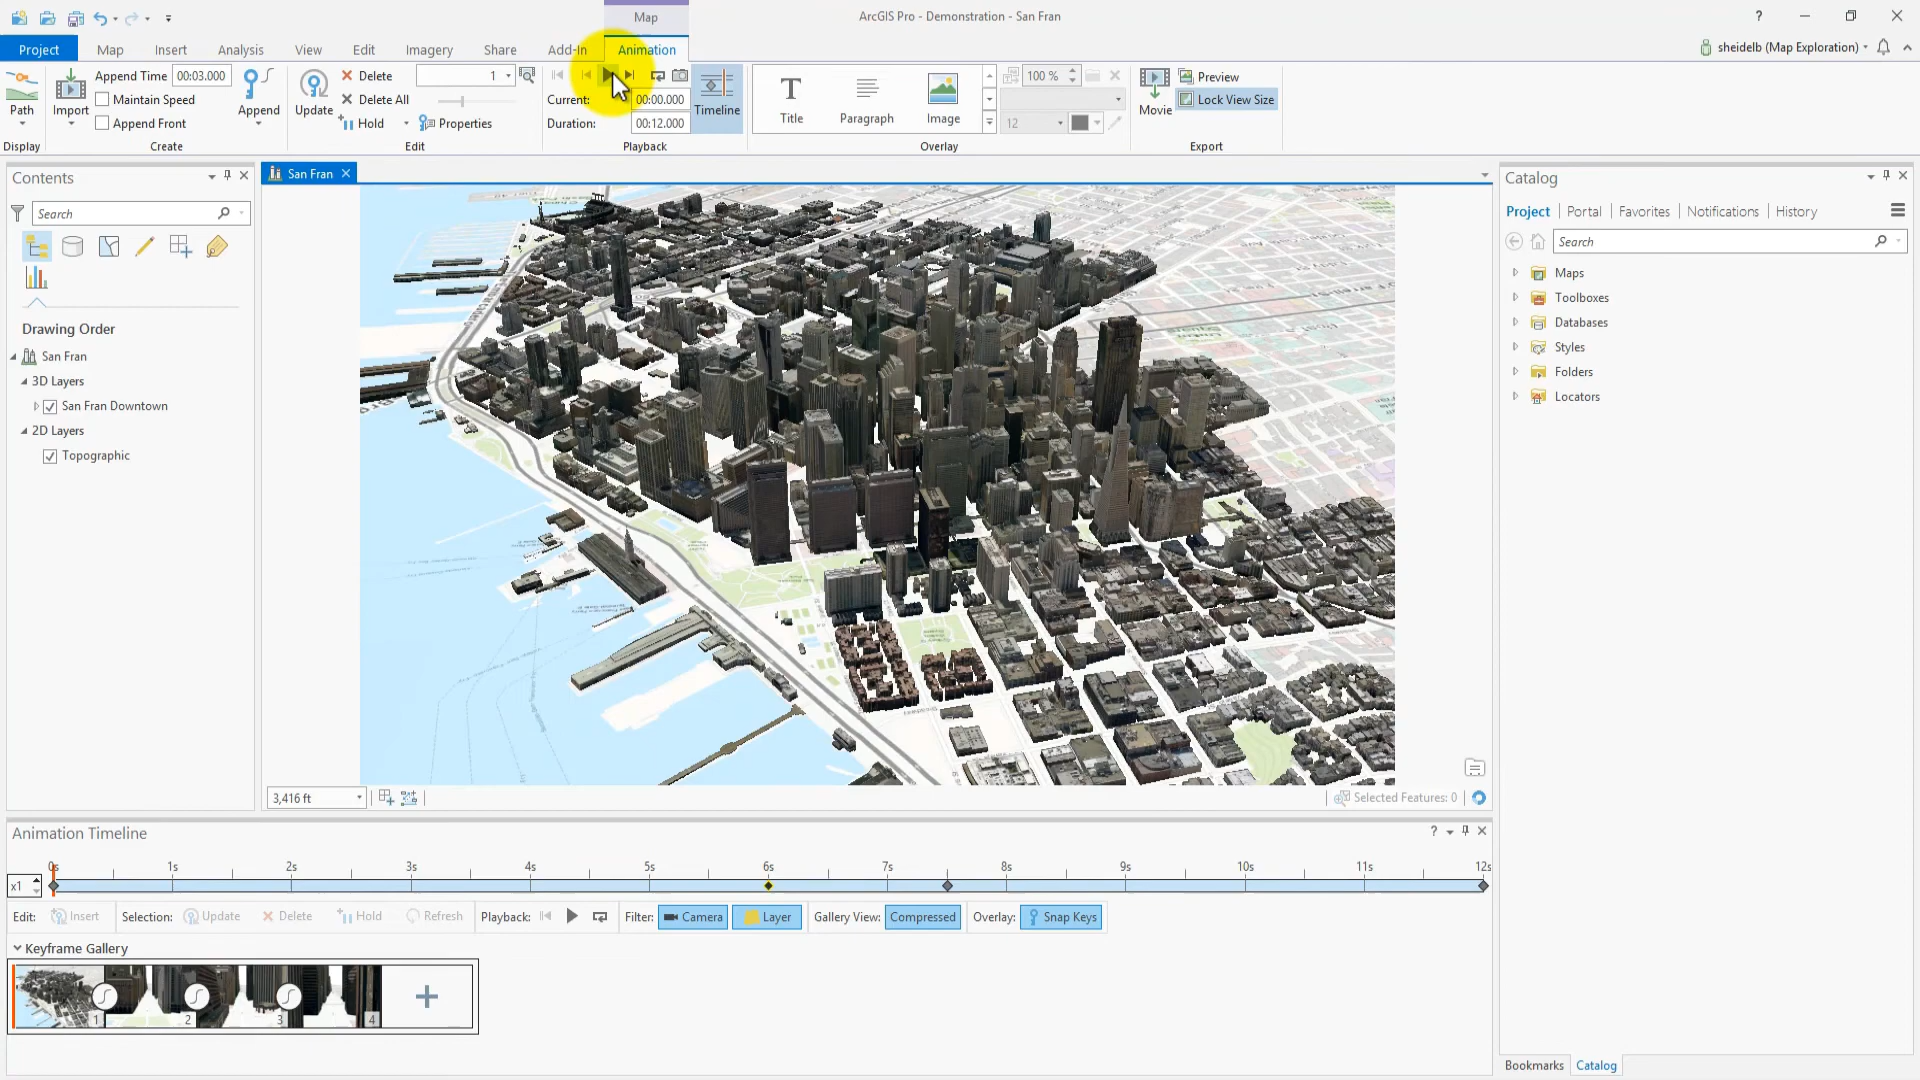 Map
ArcGIS Pro - Demonstration - San Fran
?
Project Map Insert Analysis View Edit Imagery Share Add-In Animation
sheidelb (Map Exploration)
Path
Display
Import
Append Time 00:03.000
Maintain Speed
Append Front
Append
Create
Update
Delete
Delete All
Hold
1
Properties
Edit
Current: 00:00.000
Duration: 00:12.000
Timeline
Playback
Title
Paragraph
Image
100 %
12
Overlay
Movie
Preview
Lock View Size
Export
Contents
Search
Drawing Order
San Fran
3D Layers
San Fran Downtown
2D Layers
Topographic
San Fran
3,416 ft
Selected Features: 0
Catalog
Project Portal Favorites Notifications History
Search
Maps
Toolboxes
Databases
Styles
Folders
Locators
Bookmarks Catalog
Animation Timeline
?
0s 1s 2s 3s 4s 5s 6s 7s 8s 9s 10s 11s 12s
x1
Edit: Insert Selection: Update Delete Hold Refresh Playback: Filter: Camera Layer Gallery View: Compressed Overlay: Snap Keys
Keyframe Gallery
1 2 3 4